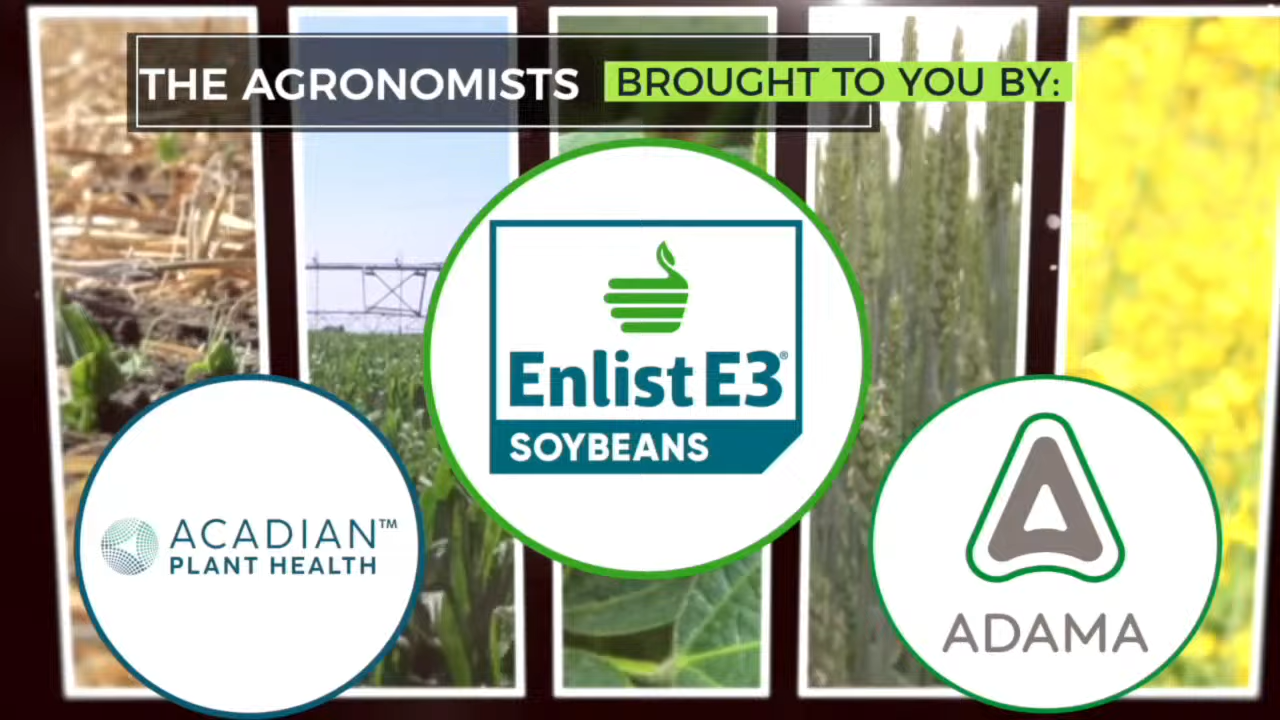 THE AGRONOMISTS BROUGHT TO YOU BY:
Enlist E3®
SOYBEANS
ACADIAN™
PLANT HEALTH
ADAMA